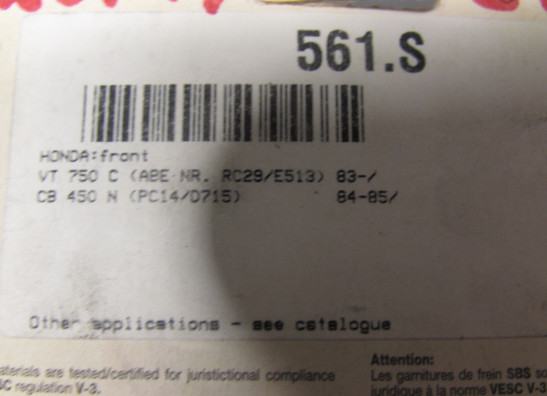 561.S
HONDA:front
VT 750 C (ABE NR. RC29/E513) 83-/
CB 450 N (PC14/D715) 84-85/
Other applications - see catalogue
aterials are tested/certified for juristictional compliance
SC regulation V-3.
Attention:
Les garnitures de frein SBS so
juridique à la norme VESC V-3